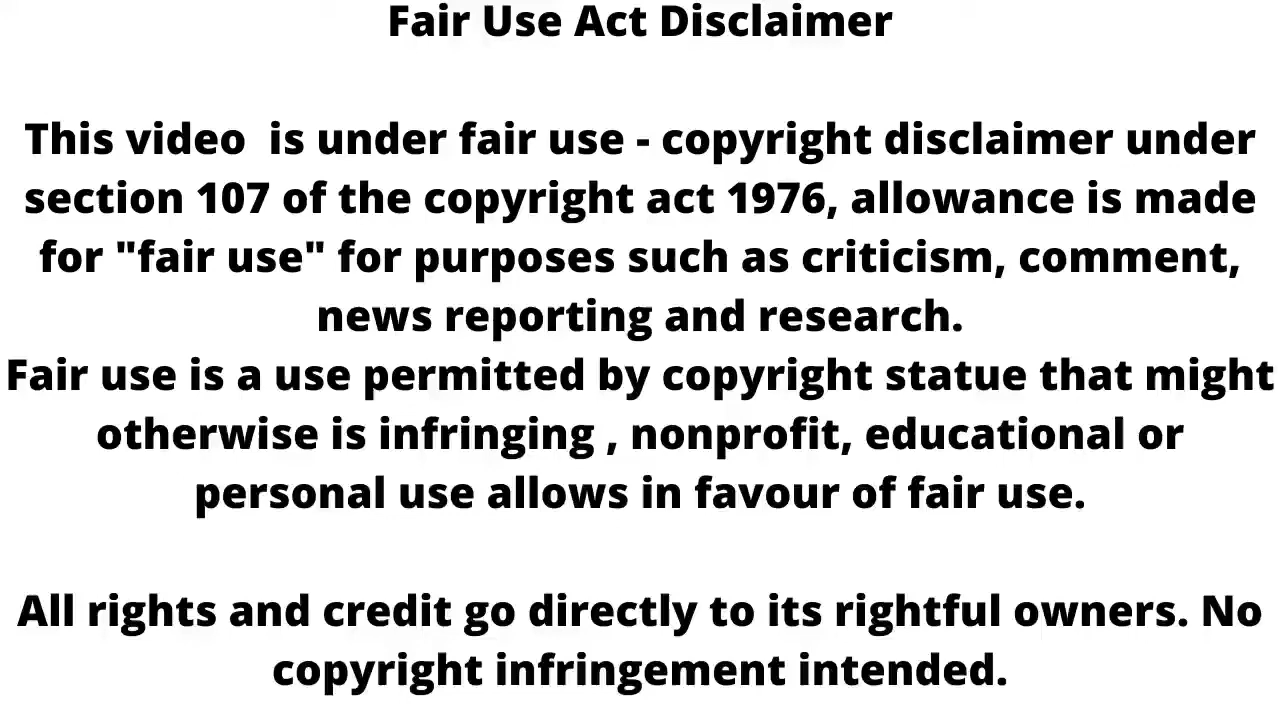 Fair Use Act Disclaimer
This video is under fair use - copyright disclaimer under
section 107 of the copyright act 1976, allowance is made
for "fair use" for purposes such as criticism, comment,
news reporting and research.
Fair use is a use permitted by copyright statue that might
otherwise is infringing , nonprofit, educational or
personal use allows in favour of fair use.
All rights and credit go directly to its rightful owners. No
copyright infringement intended.